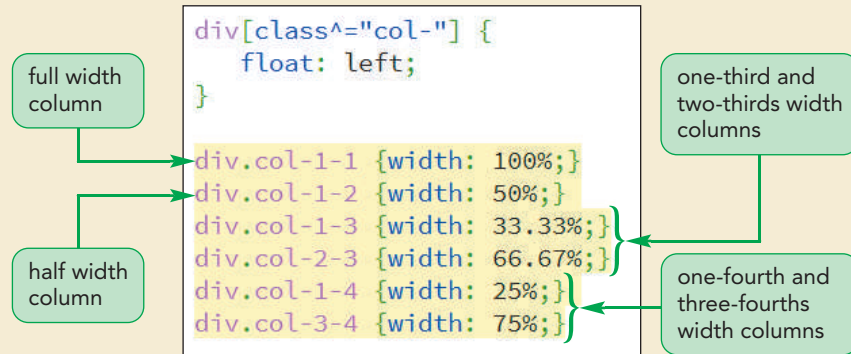 div[class^="col-"] {
   float: left;
}
full width
column
one-third and
two-thirds width
columns
div.col-1-1 {width: 100%;}
div.col-1-2 {width: 50%;}
div.col-1-3 {width: 33.33%;}
div.col-2-3 {width: 66.67%;}
div.col-1-4 {width: 25%;}
div.col-3-4 {width: 75%;}
half width
column
one-fourth and
three-fourths
width columns